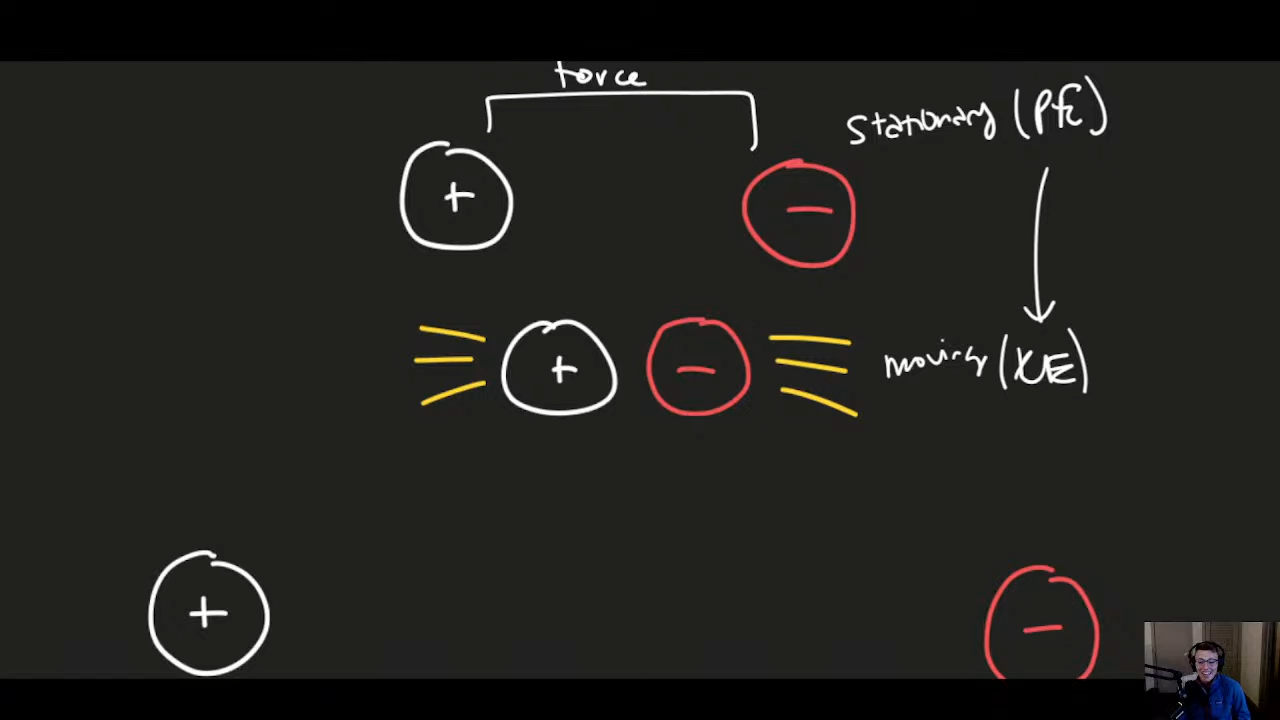 force
stationary (PE)
+ −
+ − moving (KE)
+ −